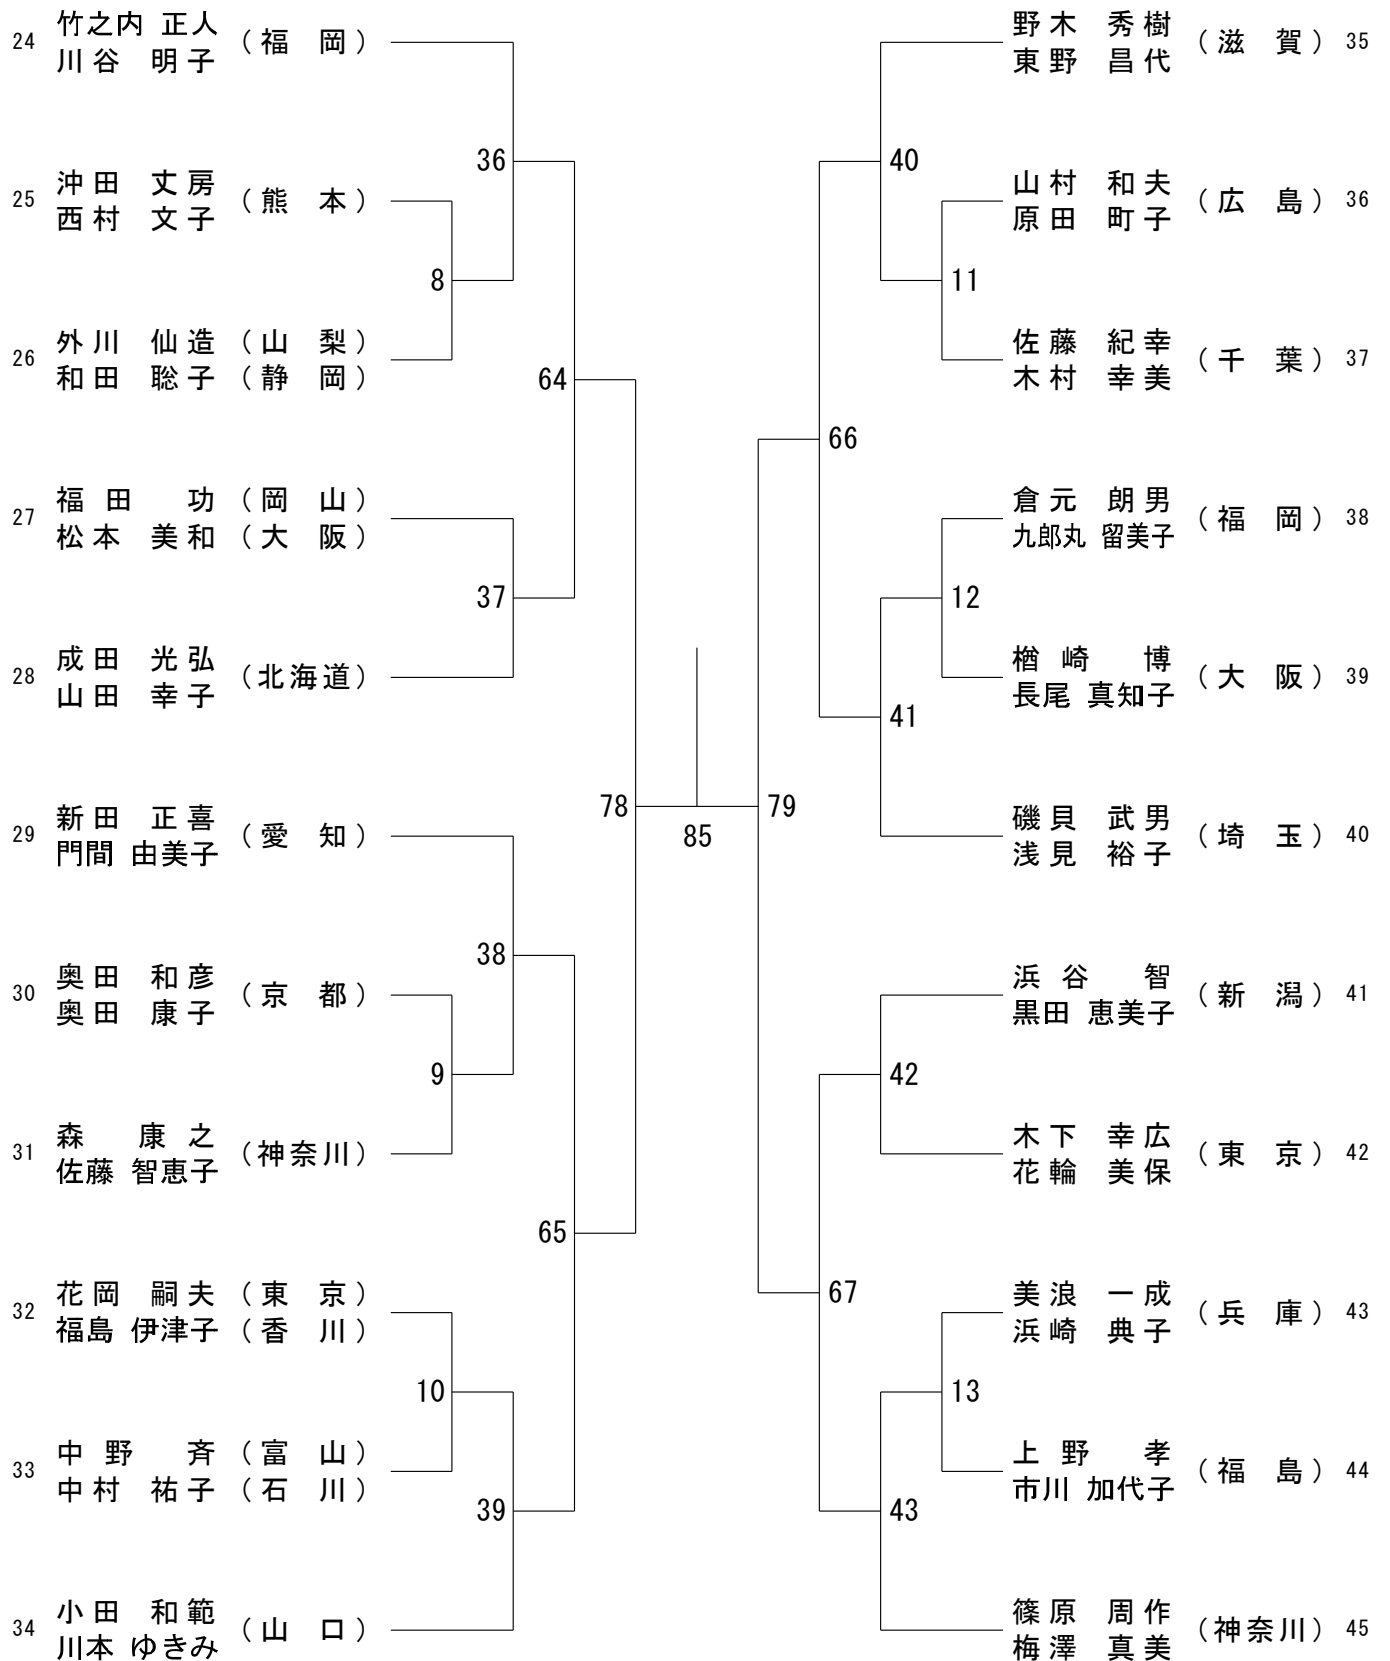 24 竹之内 正人 (福 岡)
川谷 明子
36
25 沖田 丈房 (熊 本)
西村 文子
8
26 外川 仙造 (山 梨)
和田 聡子 (静 岡)
64
27 福田 功 (岡 山)
松本 美和 (大 阪)
37
28 成田 光弘 (北海道)
山田 幸子
78
29 新田 正喜 (愛 知)
門間 由美子
38
30 奥田 和彦 (京 都)
奥田 康子
9
31 森 康之 (神奈川)
佐藤 智恵子
65
32 花岡 嗣夫 (東 京)
福島 伊津子 (香 川)
10
33 中野 斉 (富 山)
中村 祐子 (石 川)
39
34 小田 和範 (山 口)
川本 ゆきみ
85
野木 秀樹 (滋 賀) 35
東野 昌代
40
山村 和夫 (広 島) 36
原田 町子
11
佐藤 紀幸 (千 葉) 37
木村 幸美
66
倉元 朗男 (福 岡) 38
九郎丸 留美子
12
楢崎 博 (大 阪) 39
長尾 真知子
41
79
磯貝 武男 (埼 玉) 40
浅見 裕子
浜谷 智 (新 潟) 41
黒田 恵美子
42
木下 幸広 (東 京) 42
花輪 美保
67
美浪 一成 (兵 庫) 43
浜崎 典子
13
上野 孝 (福 島) 44
市川 加代子
43
篠原 周作 (神奈川) 45
梅澤 真美